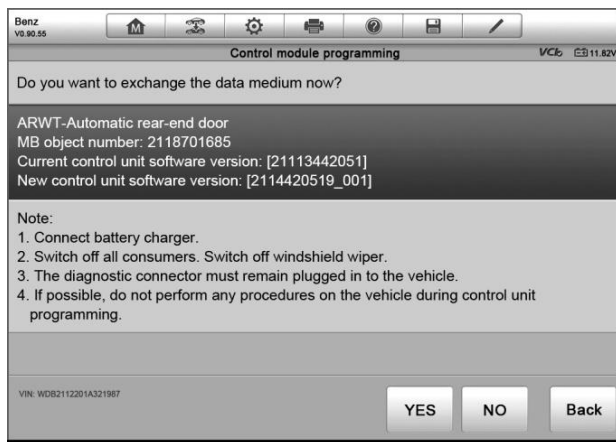 Benz
V0.90.55
Control module programming
VCI 11.82V
Do you want to exchange the data medium now?
ARWT-Automatic rear-end door
MB object number: 2118701685
Current control unit software version: [21113442051]
New control unit software version: [2114420519_001]
Note:
1. Connect battery charger.
2. Switch off all consumers. Switch off windshield wiper.
3. The diagnostic connector must remain plugged in to the vehicle.
4. If possible, do not perform any procedures on the vehicle during control unit
programming.
VIN: WDB2112201A321987
YES NO Back